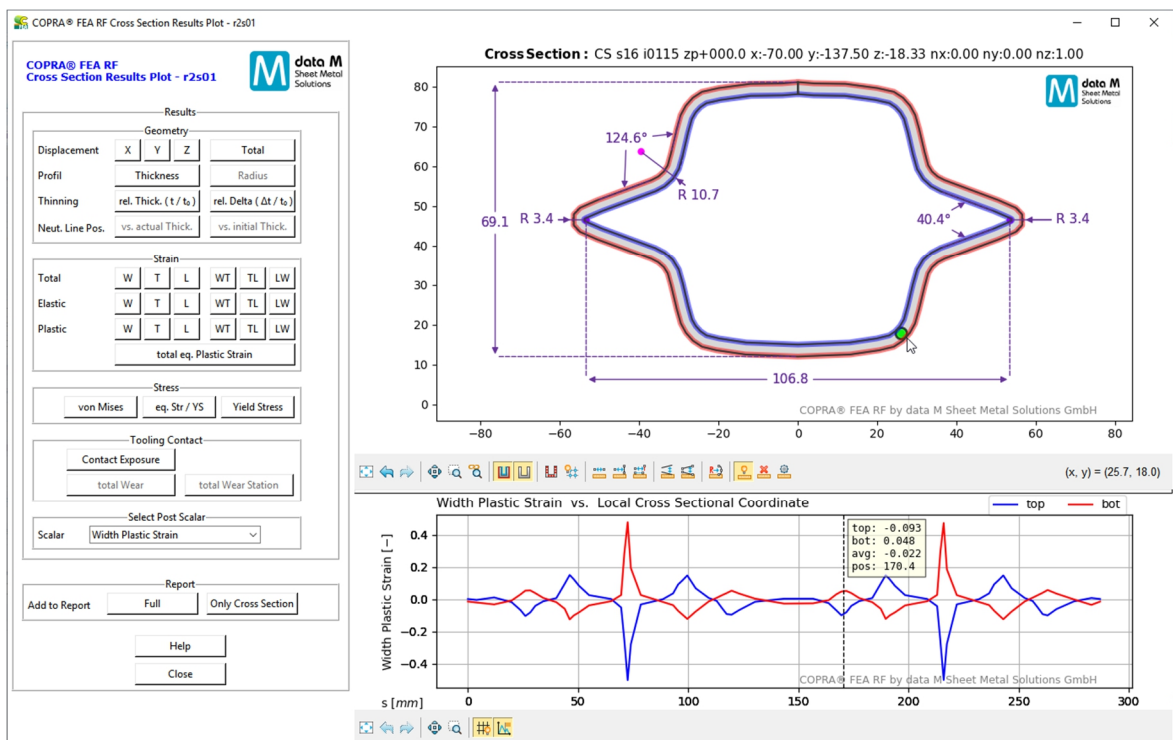 COPRA® FEA RF Cross Section Results Plot - r2s01
COPRA® FEA RF
Cross Section Results Plot - r2s01
data M
Sheet Metal
Solutions
Results
Geometry
Displacement X Y Z Total
Profil Thickness Radius
Thinning rel. Thick. ( t / t₀ ) rel. Delta ( Δt / t₀ )
Neut. Line Pos. vs. actual Thick. vs. initial Thick.
Strain
Total W T L WT TL LW
Elastic W T L WT TL LW
Plastic W T L WT TL LW
total eq. Plastic Strain
Stress
von Mises eq. Str / YS Yield Stress
Tooling Contact
Contact Exposure
total Wear total Wear Station
Select Post Scalar
Scalar Width Plastic Strain
Report
Add to Report Full Only Cross Section
Help
Close
Cross Section : CS s16 i0115 zp+000.0 x:-70.00 y:-137.50 z:-18.33 nx:0.00 ny:0.00 nz:1.00
data M
Sheet Metal
Solutions
80
70
60
50
40
30
20
10
0
124.6°
R 10.7
69.1
R 3.4
40.4°
R 3.4
106.8
COPRA® FEA RF by data M Sheet Metal Solutions GmbH
−80 −60 −40 −20 0 20 40 60 80
(x, y) = (25.7, 18.0)
Width Plastic Strain vs. Local Cross Sectional Coordinate
top bot
Width Plastic Strain [−]
0.4
0.2
0.0
−0.2
−0.4
top: -0.093
bot: 0.048
avg: -0.022
pos: 170.4
COPRA® FEA RF by data M Sheet Metal Solutions GmbH
s [mm] 0 50 100 150 200 250 300